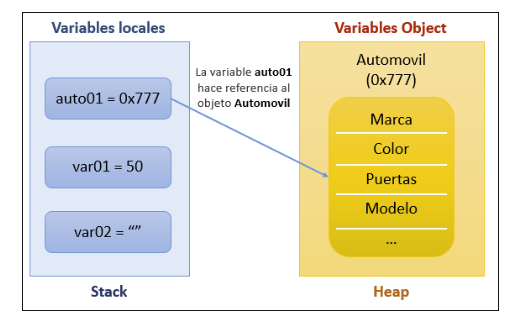 Variables locales
Variables Object
auto01 = 0x777
var01 = 50
var02 = “”
Stack
La variable auto01
hace referencia al
objeto Automovil
Automovil
(0x777)
Marca
Color
Puertas
Modelo
...
Heap